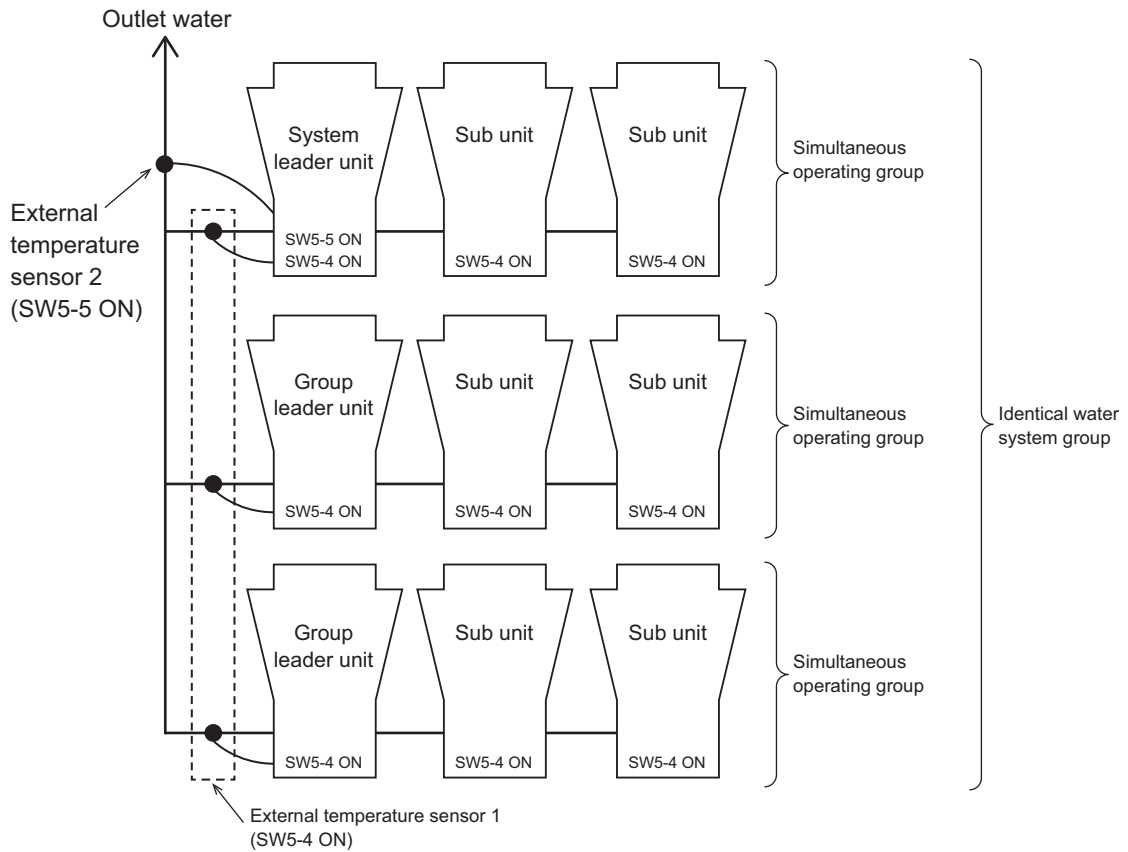 Outlet water
System
leader unit
Sub unit
Sub unit
Simultaneous
operating group
External
temperature
sensor 2
(SW5-5 ON)
SW5-5 ON
SW5-4 ON
SW5-4 ON
SW5-4 ON
Group
leader unit
Sub unit
Sub unit
Simultaneous
operating group
Identical water
system group
SW5-4 ON
SW5-4 ON
SW5-4 ON
Group
leader unit
Sub unit
Sub unit
Simultaneous
operating group
SW5-4 ON
SW5-4 ON
SW5-4 ON
External temperature sensor 1
(SW5-4 ON)